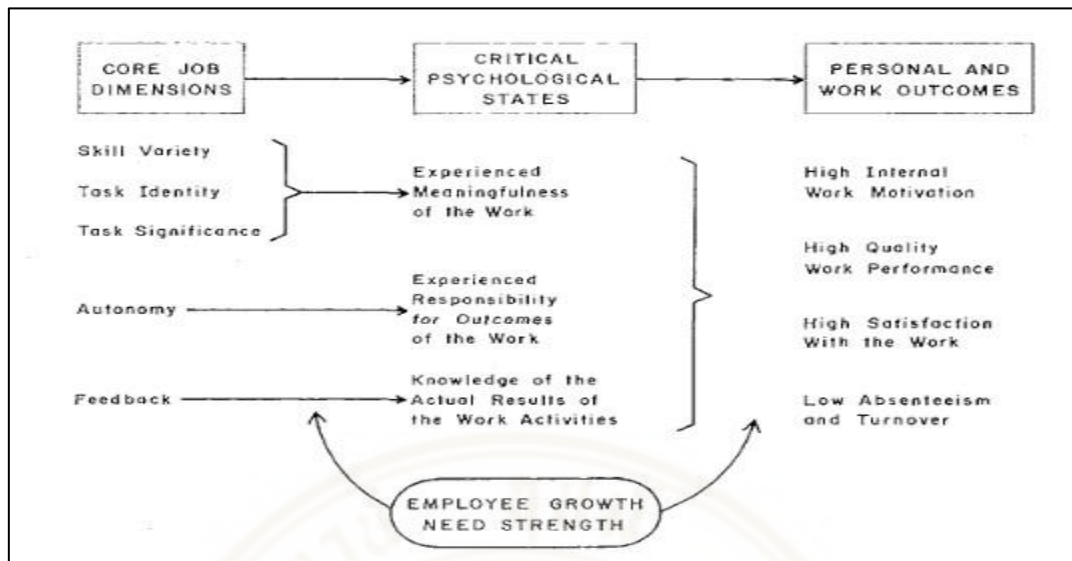 CORE JOB
DIMENSIONS
CRITICAL
PSYCHOLOGICAL
STATES
PERSONAL AND
WORK OUTCOMES
Skill Variety
Task Identity
Task Significance
Experienced
Meaningfulness
of the Work
High Internal
Work Motivation
High Quality
Work Performance
Autonomy
Experienced
Responsibility
for Outcomes
of the Work
High Satisfaction
With the Work
Feedback
Knowledge of the
Actual Results of
the Work Activities
Low Absenteeism
and Turnover
EMPLOYEE GROWTH
NEED STRENGTH